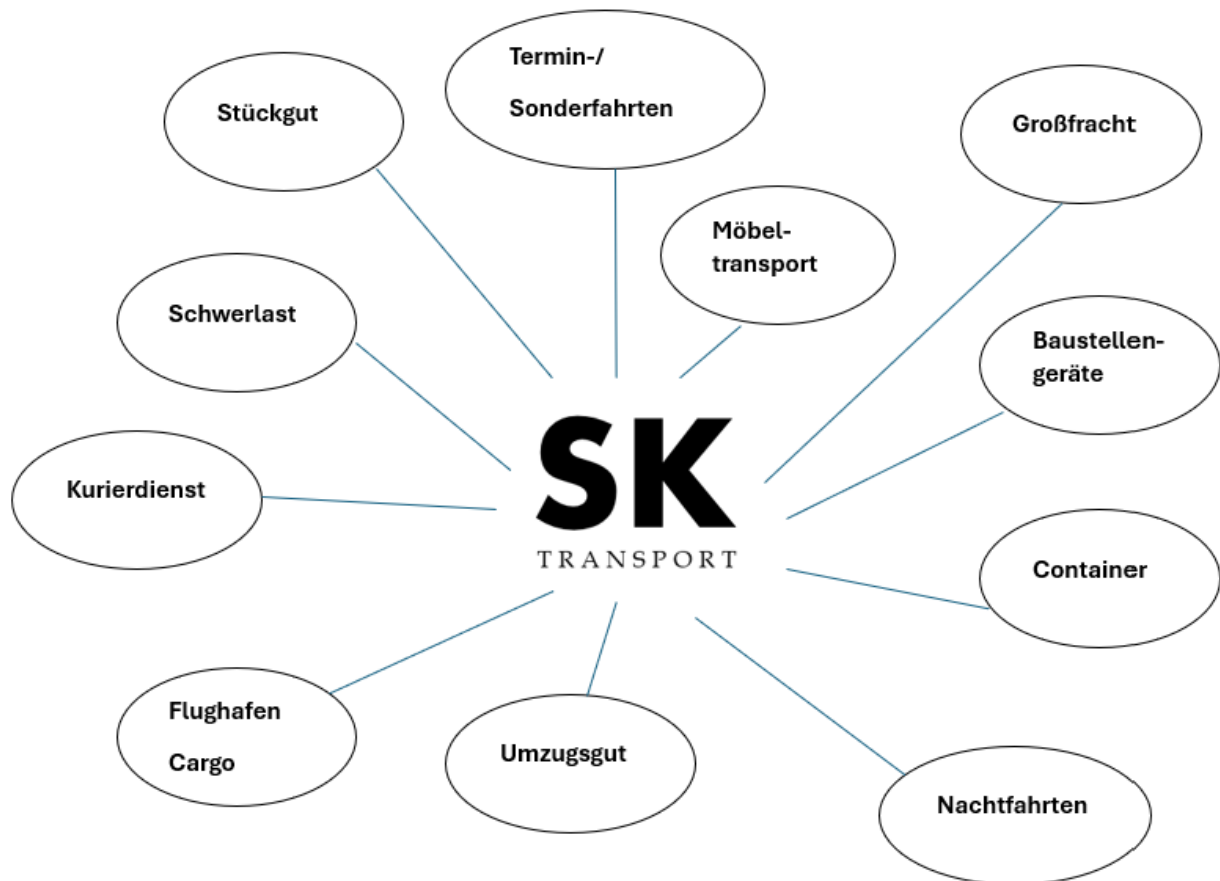 Termin-/
Sonderfahrten
Stückgut
Großfracht
Möbel-
transport
Schwerlast
Baustellen-
geräte
Kurierdienst
SK
TRANSPORT
Container
Flughafen
Cargo
Umzugsgut
Nachtfahrten